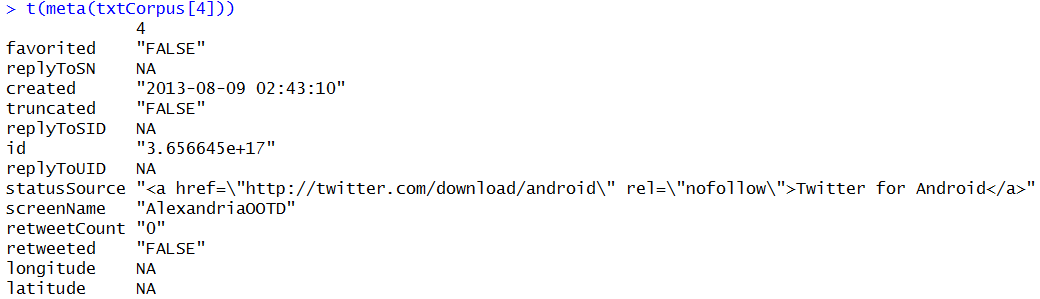 > t(meta(txtCorpus[4]))
4
favorited "FALSE"
replyToSN NA
created "2013-08-09 02:43:10"
truncated "FALSE"
replyToSID NA
id "3.656645e+17"
replyToUID NA
statusSource "<a href=\"http://twitter.com/download/android\" rel=\"nofollow\">Twitter for Android</a>"
screenName "AlexandriaOOTD"
retweetCount "0"
retweeted "FALSE"
longitude NA
latitude NA